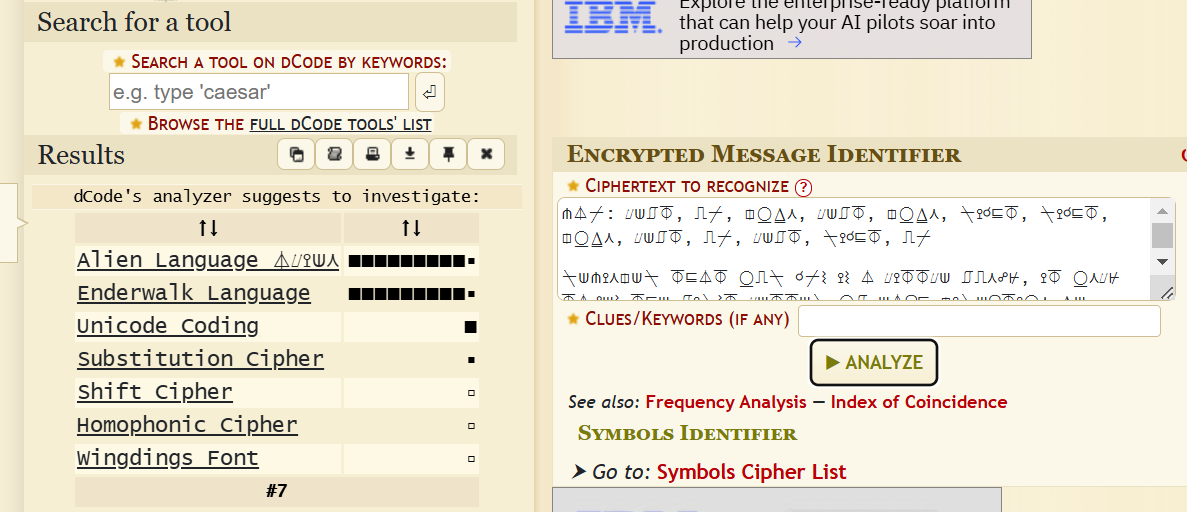 Search for a tool
★ SEARCH A TOOL ON DCODE BY KEYWORDS:
e.g. type 'caesar'
★ BROWSE THE FULL DCODE TOOLS' LIST
Results
dCode's analyzer suggests to investigate:
↑↓ ↑↓
Alien Language ⏃⌰⟟⟒⋏ ■■■■■■■■■▪
Enderwalk Language ■■■■■■■■■▪
Unicode Coding ■
Substitution Cipher ▪
Shift Cipher ▫
Homophonic Cipher ▫
Wingdings Font ▫
#7
IBM.
Explore the enterprise-ready platform
that can help your AI pilots soar into
production →
ENCRYPTED MESSAGE IDENTIFIER
★ CIPHERTEXT TO RECOGNIZE ?
⋔⏃⌿: ⌰⟒⎎⏁, ⎍⌿, ⎅⍜⍙⋏, ⌰⟒⎎⏁, ⎅⍜⍙⋏, ⍀⟟☌⊑⏁, ⍀⟟☌⊑⏁,
⎅⍜⍙⋏, ⌰⟒⎎⏁, ⎍⌿, ⌰⟒⎎⏁, ⍀⟟☌⊑⏁, ⎍⌿
⍀⟒⋔⟟⋏⎅⟒⍀ ⏁⊑⏃⏁ ⍜⎍⍀ ☌⌿⌇ ⟟⌇ ⏃ ⌰⟟⏁⏁⌰⟒ ⎎⎍⋏☍⊬, ⟟⏁ ⍜⋏⌰⊬
★ CLUES/KEYWORDS (IF ANY)
▶ ANALYZE
See also: Frequency Analysis — Index of Coincidence
SYMBOLS IDENTIFIER
➤ Go to: Symbols Cipher List